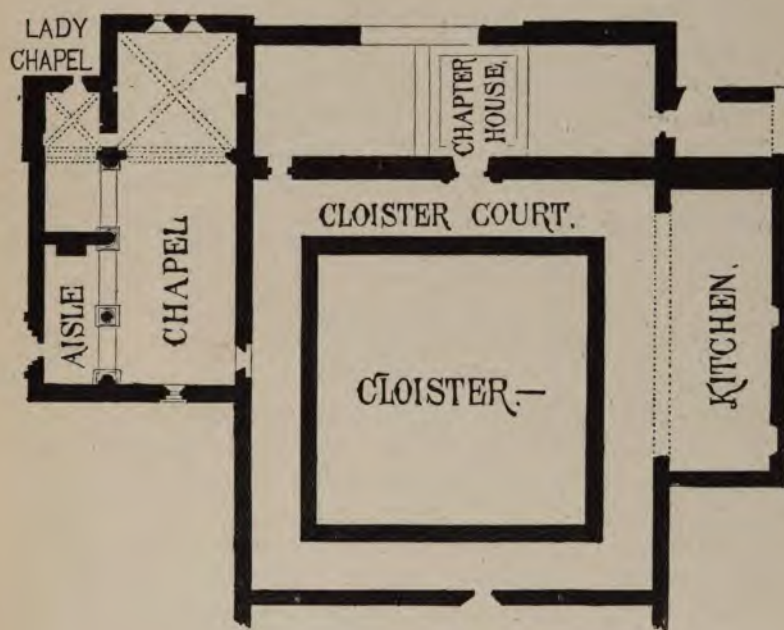 LADY
CHAPEL
CHAPTER
HOUSE.
CLOISTER COURT.
CHAPEL
AISLE
KITCHEN.
CLOISTER.—